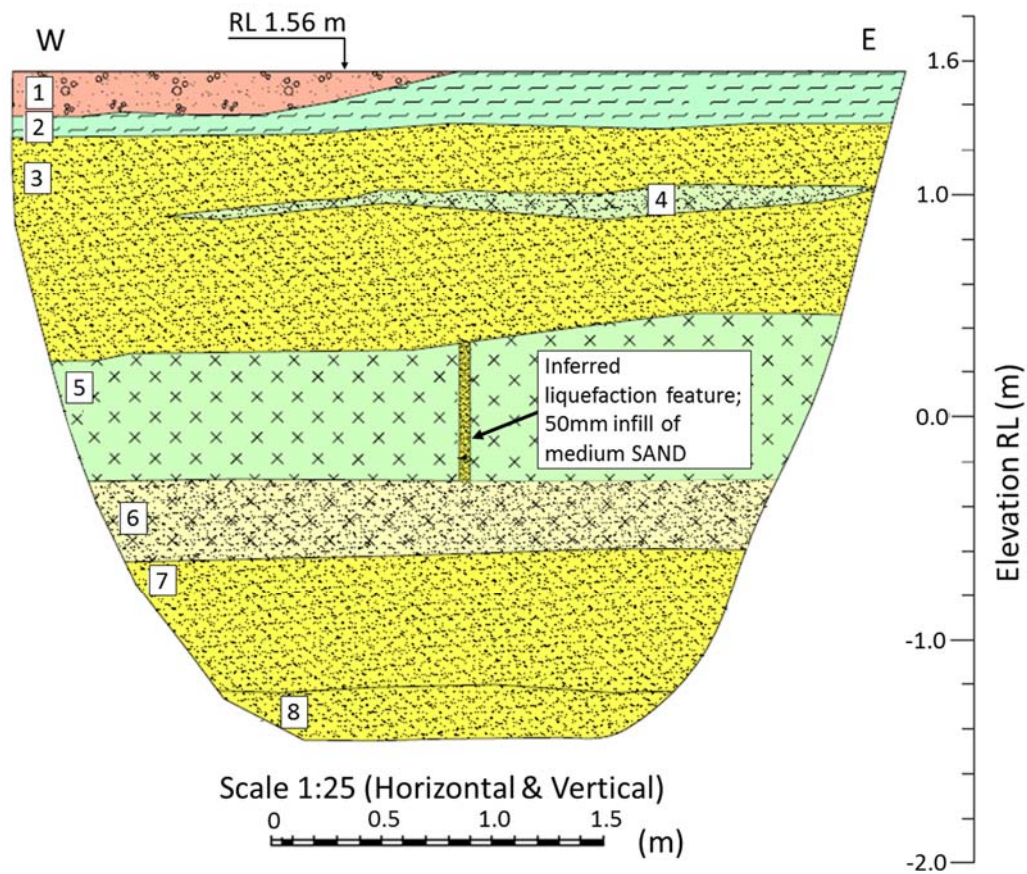 RL 1.56 m
W
E
1
2
3
4
5
6
7
8
Inferred
liquefaction feature;
50mm infill of
medium SAND
1.6
1.0
0.0
-1.0
-2.0
Elevation RL (m)
Scale 1:25 (Horizontal & Vertical)
0 0.5 1.0 1.5
(m)